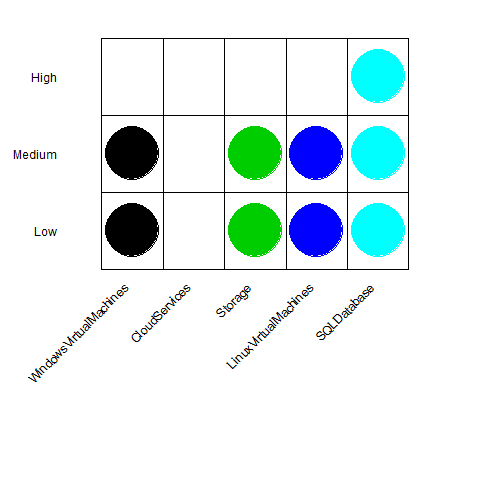 High
Medium
Low
WindowsVirtualMachines
CloudServices
Storage
LinuxVirtualMachines
SQLDatabase